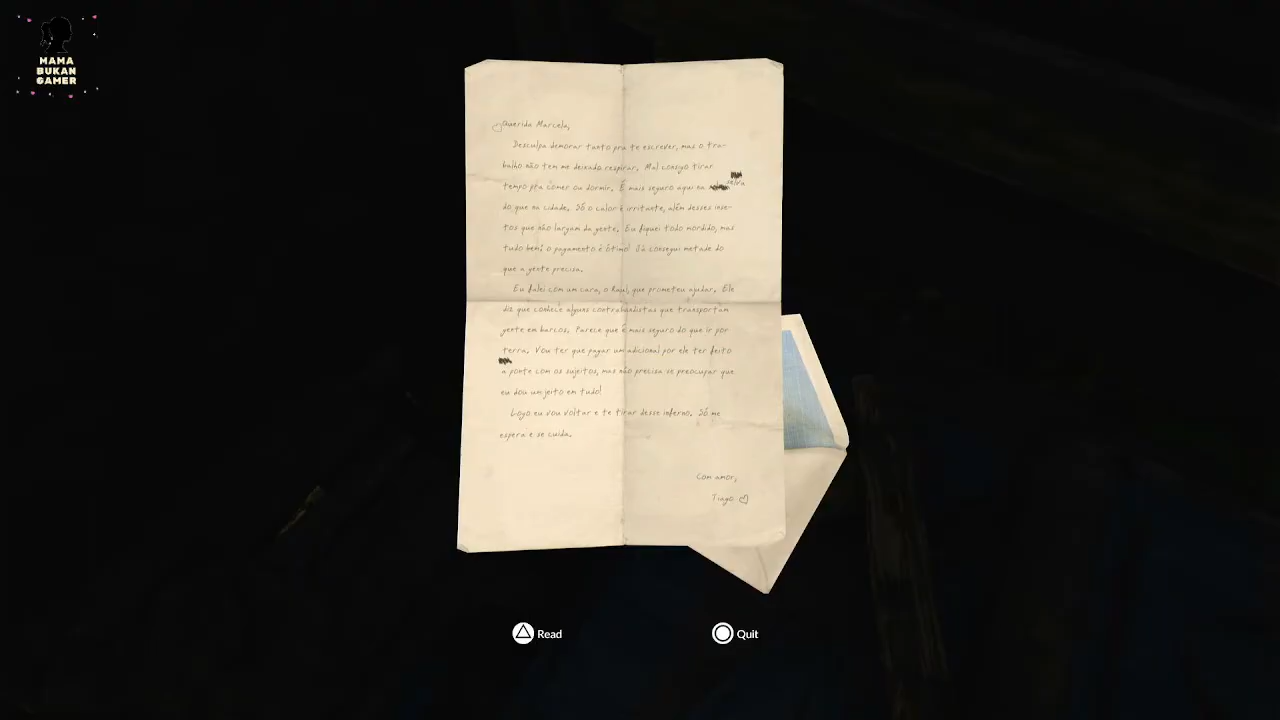 MAMA
BUKAN
GAMER
Querida Marcela,
Desculpa demorar tanto pra te escrever, mas o tra-
balho não tem me deixado respirar. Mal consigo tirar
tempo pra comer ou dormir. É mais seguro aqui na selva
do que na cidade. Só o calor é irritante, além desses inse-
tos que não largam da gente. Eu fiquei todo mordido, mas
tudo bem: o pagamento é ótimo! Já consegui metade do
que a gente precisa.
Eu falei com um cara, o Raul, que prometeu ajudar. Ele
diz que conhece alguns contrabandistas que transportam
gente em barcos. Parece que é mais seguro do que ir por
terra. Vou ter que pagar um adicional por ele ter feito
a ponte com os sujeitos, mas não precisa se preocupar que
eu dou um jeito em tudo!
Logo eu vou voltar e te tirar desse inferno. Só me
espera e se cuida.
Com amor,
Tiago
Read
Quit